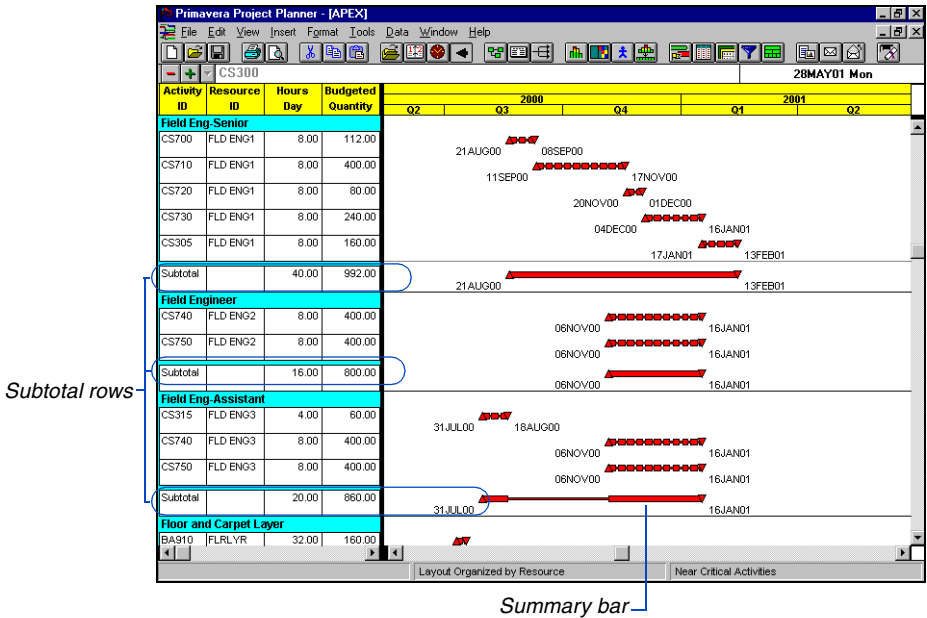 Primavera Project Planner - [APEX]
File Edit View Insert Format Tools Data Window Help
CS300
28MAY01 Mon
Activity Resource Hours Budgeted
ID ID Day Quantity
2000 2001
Q2 Q3 Q4 Q1 Q2
Field Eng-Senior
CS700 FLD ENG1 8.00 112.00
21AUG00 08SEP00
CS710 FLD ENG1 8.00 400.00
11SEP00 17NOV00
CS720 FLD ENG1 8.00 80.00
20NOV00 01DEC00
CS730 FLD ENG1 8.00 240.00
04DEC00 16JAN01
CS305 FLD ENG1 8.00 160.00
17JAN01 13FEB01
Subtotal 40.00 992.00
21AUG00 13FEB01
Field Engineer
CS740 FLD ENG2 8.00 400.00
06NOV00 16JAN01
CS750 FLD ENG2 8.00 400.00
06NOV00 16JAN01
Subtotal 16.00 800.00
06NOV00 16JAN01
Subtotal rows
Field Eng-Assistant
CS315 FLD ENG3 4.00 60.00
31JUL00 18AUG00
CS740 FLD ENG3 8.00 400.00
06NOV00 16JAN01
CS750 FLD ENG3 8.00 400.00
06NOV00 16JAN01
Subtotal 20.00 860.00
31JUL00 16JAN01
Floor and Carpet Layer
BA910 FLRLYR 32.00 160.00
Layout Organized by Resource Near Critical Activities
Summary bar